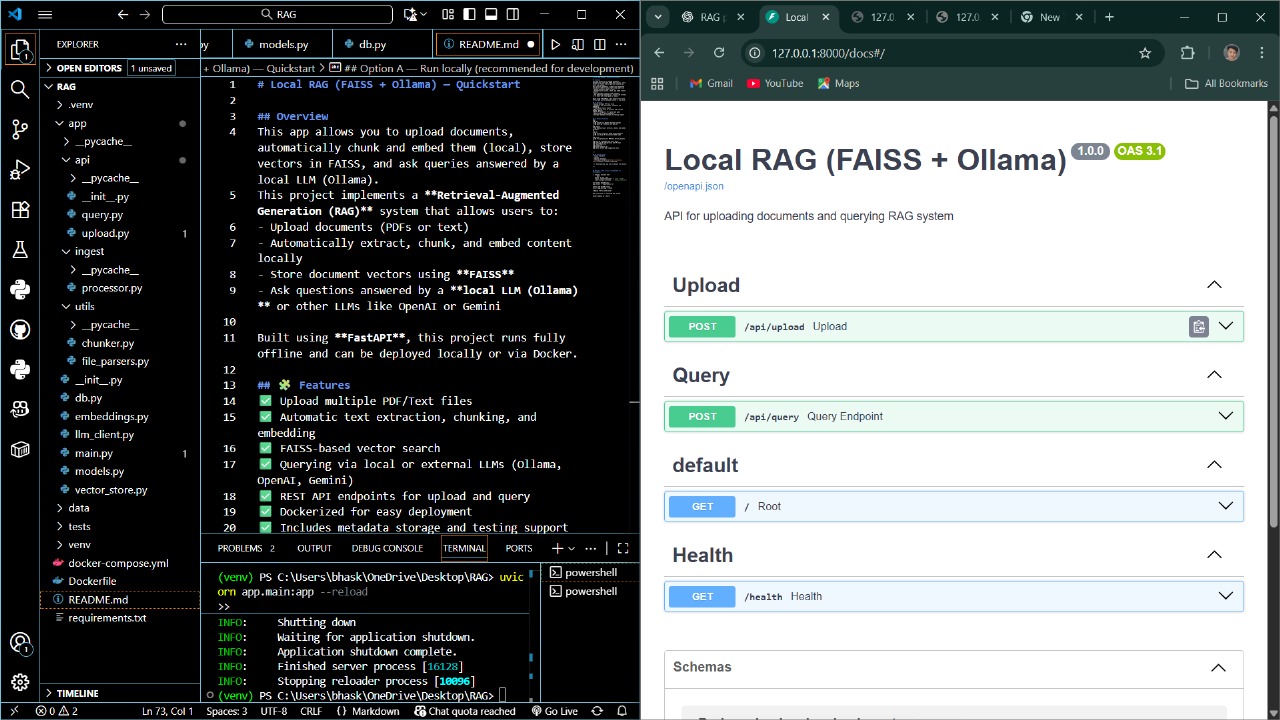 RAG
EXPLORER
OPEN EDITORS 1 unsaved
RAG
.venv
app
__pycache__
api
__pycache__
__init__.py
query.py
upload.py 1
ingest
__pycache__
processor.py
utils
__pycache__
chunker.py
file_parsers.py
__init__.py
db.py
embeddings.py
llm_client.py
main.py 1
models.py
vector_store.py
data
tests
venv
docker-compose.yml
Dockerfile
README.md
requirements.txt
TIMELINE
py models.py db.py README.md
+ Ollama) — Quickstart > ## Option A — Run locally (recommended for development)
1 # Local RAG (FAISS + Ollama) — Quickstart
2
3 ## Overview
4 This app allows you to upload documents,
automatically chunk and embed them (local), store
vectors in FAISS, and ask queries answered by a
local LLM (Ollama).
5 This project implements a **Retrieval-Augmented
Generation (RAG)** system that allows users to:
6 - Upload documents (PDFs or text)
7 - Automatically extract, chunk, and embed content
locally
8 - Store document vectors using **FAISS**
9 - Ask questions answered by a **local LLM (Ollama)
** or other LLMs like OpenAI or Gemini
10
11 Built using **FastAPI**, this project runs fully
offline and can be deployed locally or via Docker.
12
13 ## 🧩 Features
14 ✅ Upload multiple PDF/Text files
15 ✅ Automatic text extraction, chunking, and
embedding
16 ✅ FAISS-based vector search
17 ✅ Querying via local or external LLMs (Ollama,
OpenAI, Gemini)
18 ✅ REST API endpoints for upload and query
19 ✅ Dockerized for easy deployment
20 ✅ Includes metadata storage and testing support
PROBLEMS 2 OUTPUT DEBUG CONSOLE TERMINAL PORTS
(venv) PS C:\Users\bhask\OneDrive\Desktop\RAG> uvic
orn app.main:app --reload
>>
INFO: Shutting down
INFO: Waiting for application shutdown.
INFO: Application shutdown complete.
INFO: Finished server process [16128]
INFO: Stopping reloader process [10096]
(venv) PS C:\Users\bhask\OneDrive\Desktop\RAG>
powershell
powershell
0 2 Ln 73, Col 1 Spaces: 3 UTF-8 CRLF {} Markdown Chat quota reached Go Live
RAG p Local 127.0 127.0. New
127.0.0.1:8000/docs#/
Gmail YouTube Maps All Bookmarks
Local RAG (FAISS + Ollama) 1.0.0 OAS 3.1
/openapi.json
API for uploading documents and querying RAG system
Upload
POST /api/upload Upload
Query
POST /api/query Query Endpoint
default
GET / Root
Health
GET /health Health
Schemas